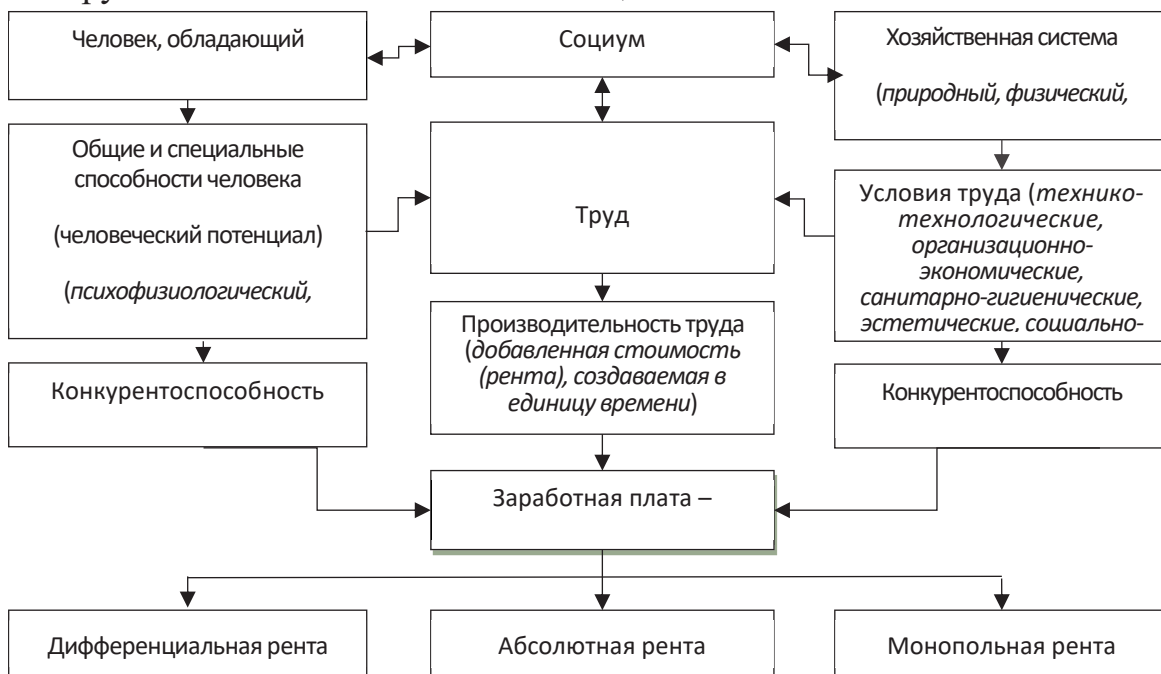 Человек, обладающий
Социум
Хозяйственная система
(природный, физический,
Общие и специальные
способности человека
(человеческий потенциал)
(психофизиологический,
Труд
Условия труда (технико-
технологические,
организационно-
экономические,
санитарно-гигиенические,
эстетические, социально-
Производительность труда
(добавленная стоимость
(рента), создаваемая в
единицу времени)
Конкурентоспособность
Конкурентоспособность
Заработная плата –
Дифференциальная рента
Абсолютная рента
Монопольная рента